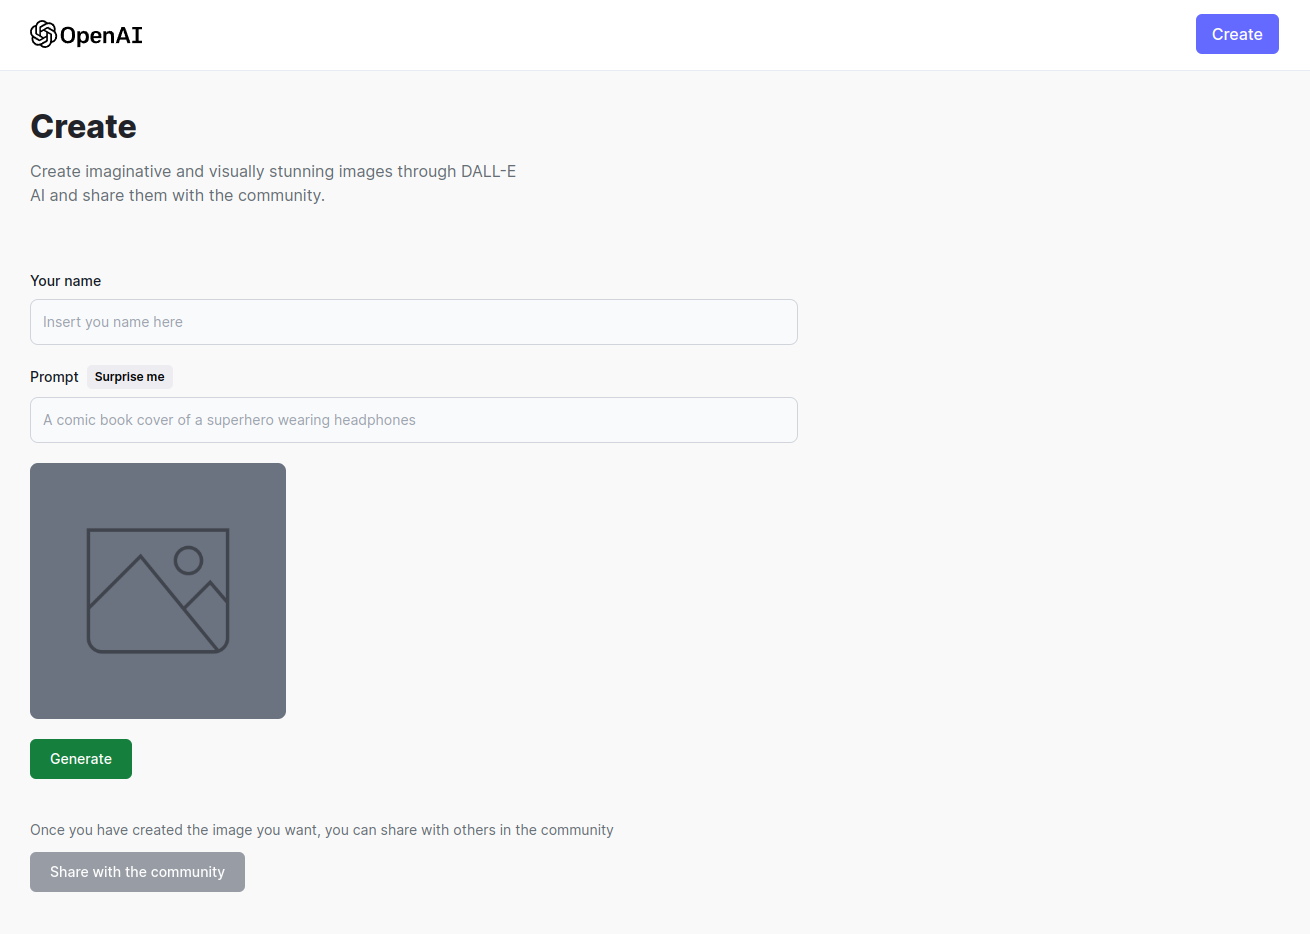 OpenAI
Create
Create
Create imaginative and visually stunning images through DALL-E
AI and share them with the community.
Your name
Insert you name here
Prompt Surprise me
A comic book cover of a superhero wearing headphones
Generate
Once you have created the image you want, you can share with others in the community
Share with the community